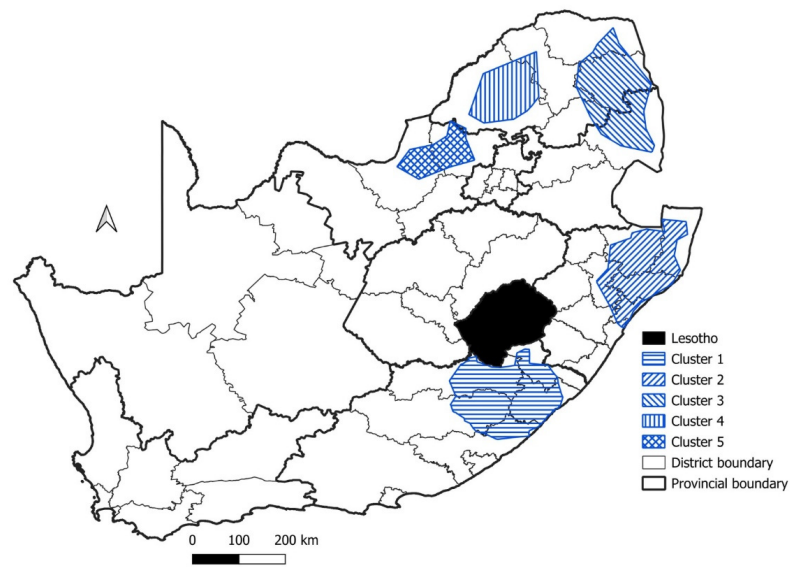 Lesotho
Cluster 1
Cluster 2
Cluster 3
Cluster 4
Cluster 5
District boundary
Provincial boundary
0 100 200 km